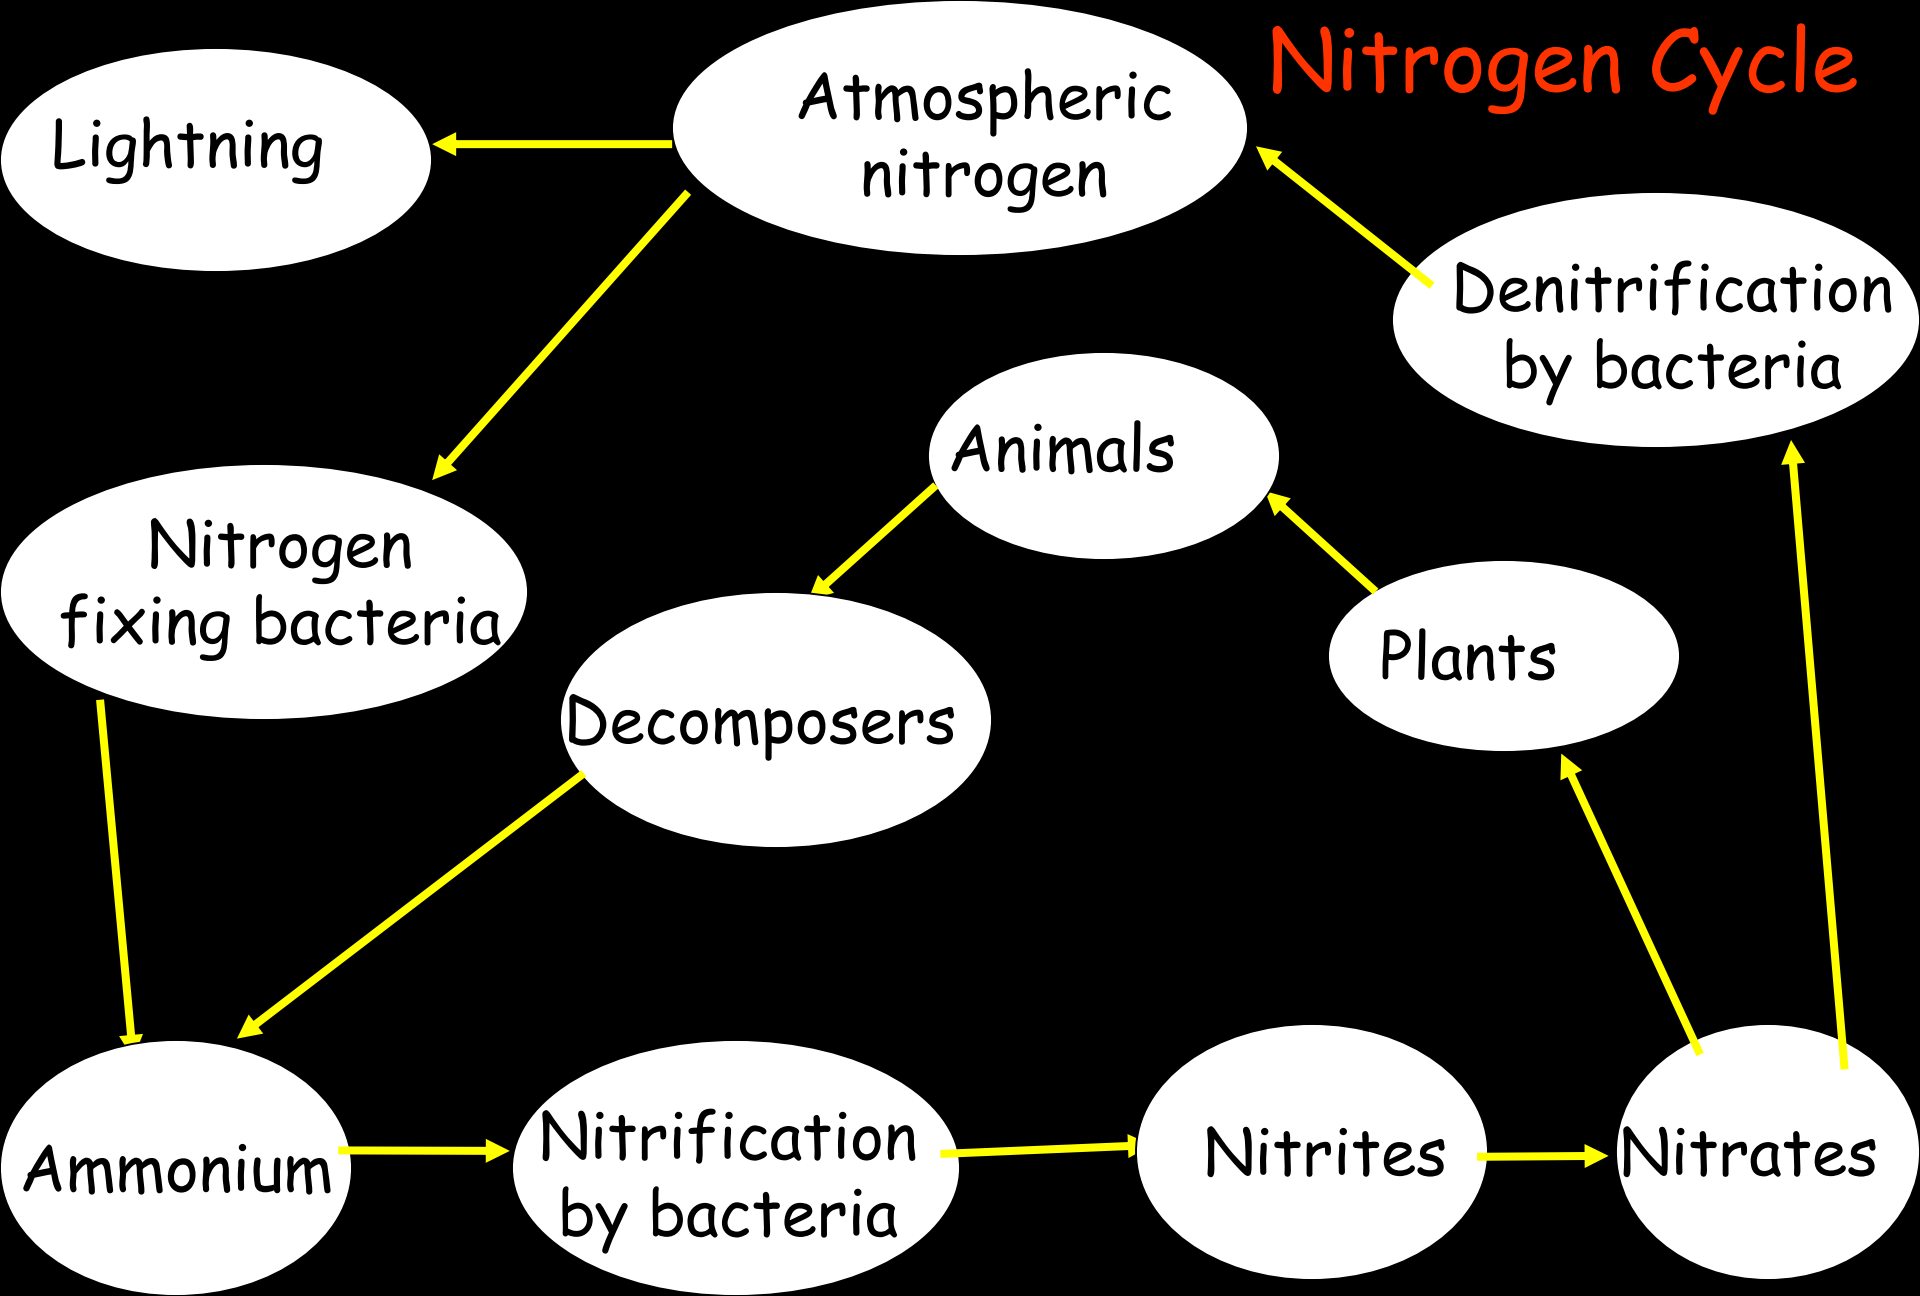 Nitrogen Cycle
Atmospheric
nitrogen
Lightning
Denitrification
by bacteria
Animals
Nitrogen
fixing bacteria
Plants
Decomposers
Ammonium
Nitrification
by bacteria
Nitrites
Nitrates